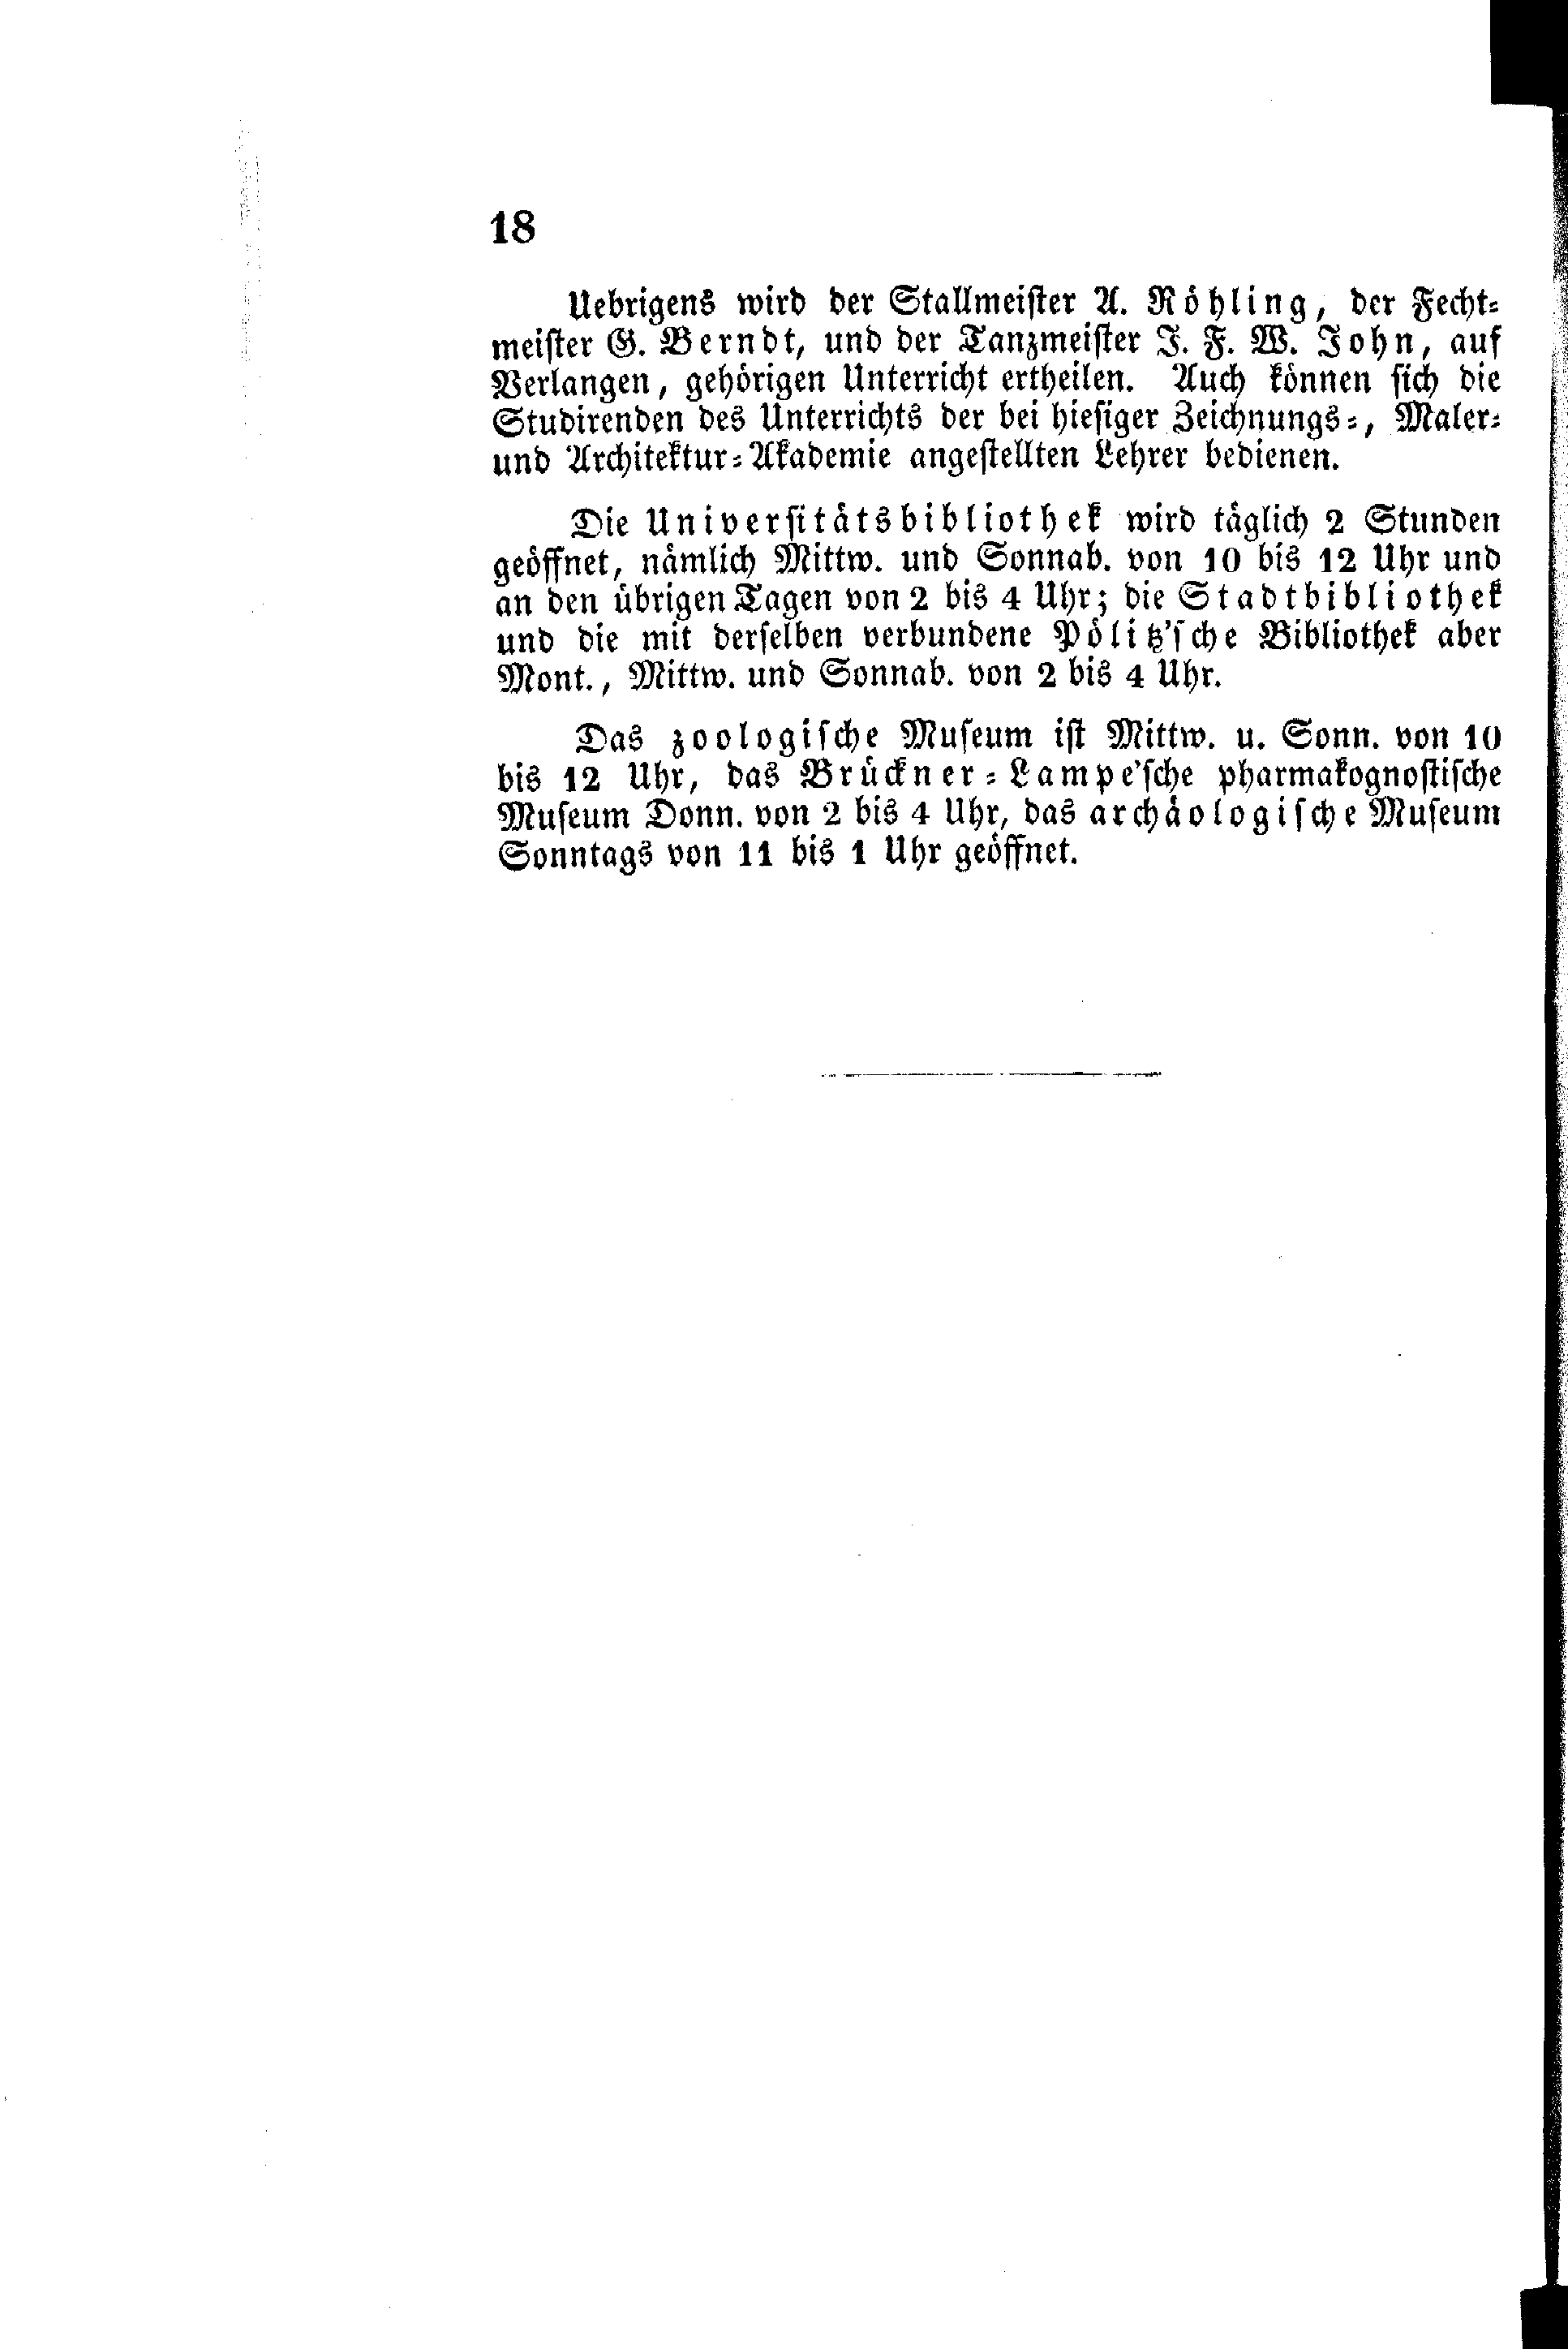 18
Uebrigens wird der Stallmeiſter A. Röhling, der Fecht-
meiſter G. Berndt, und der Tanzmeiſter J. F. W. John, auf
Verlangen, gehörigen Unterricht ertheilen. Auch können ſich die
Studirenden des Unterrichts der bei hieſiger Zeichnungs-, Maler-
und Architektur-Akademie angeſtellten Lehrer bedienen.
Die Univerſitätsbibliothek wird täglich 2 Stunden
geöffnet, nämlich Mittw. und Sonnab. von 10 bis 12 Uhr und
an den übrigen Tagen von 2 bis 4 Uhr; die Stadtbibliothek
und die mit derſelben verbundene Pölitz'ſche Bibliothek aber
Mont., Mittw. und Sonnab. von 2 bis 4 Uhr.
Das zoologiſche Muſeum iſt Mittw. u. Sonn. von 10
bis 12 Uhr, das Brückner-Lampe'ſche pharmakognoſtiſche
Muſeum Donn. von 2 bis 4 Uhr, das archäologiſche Muſeum
Sonntags von 11 bis 1 Uhr geöffnet.